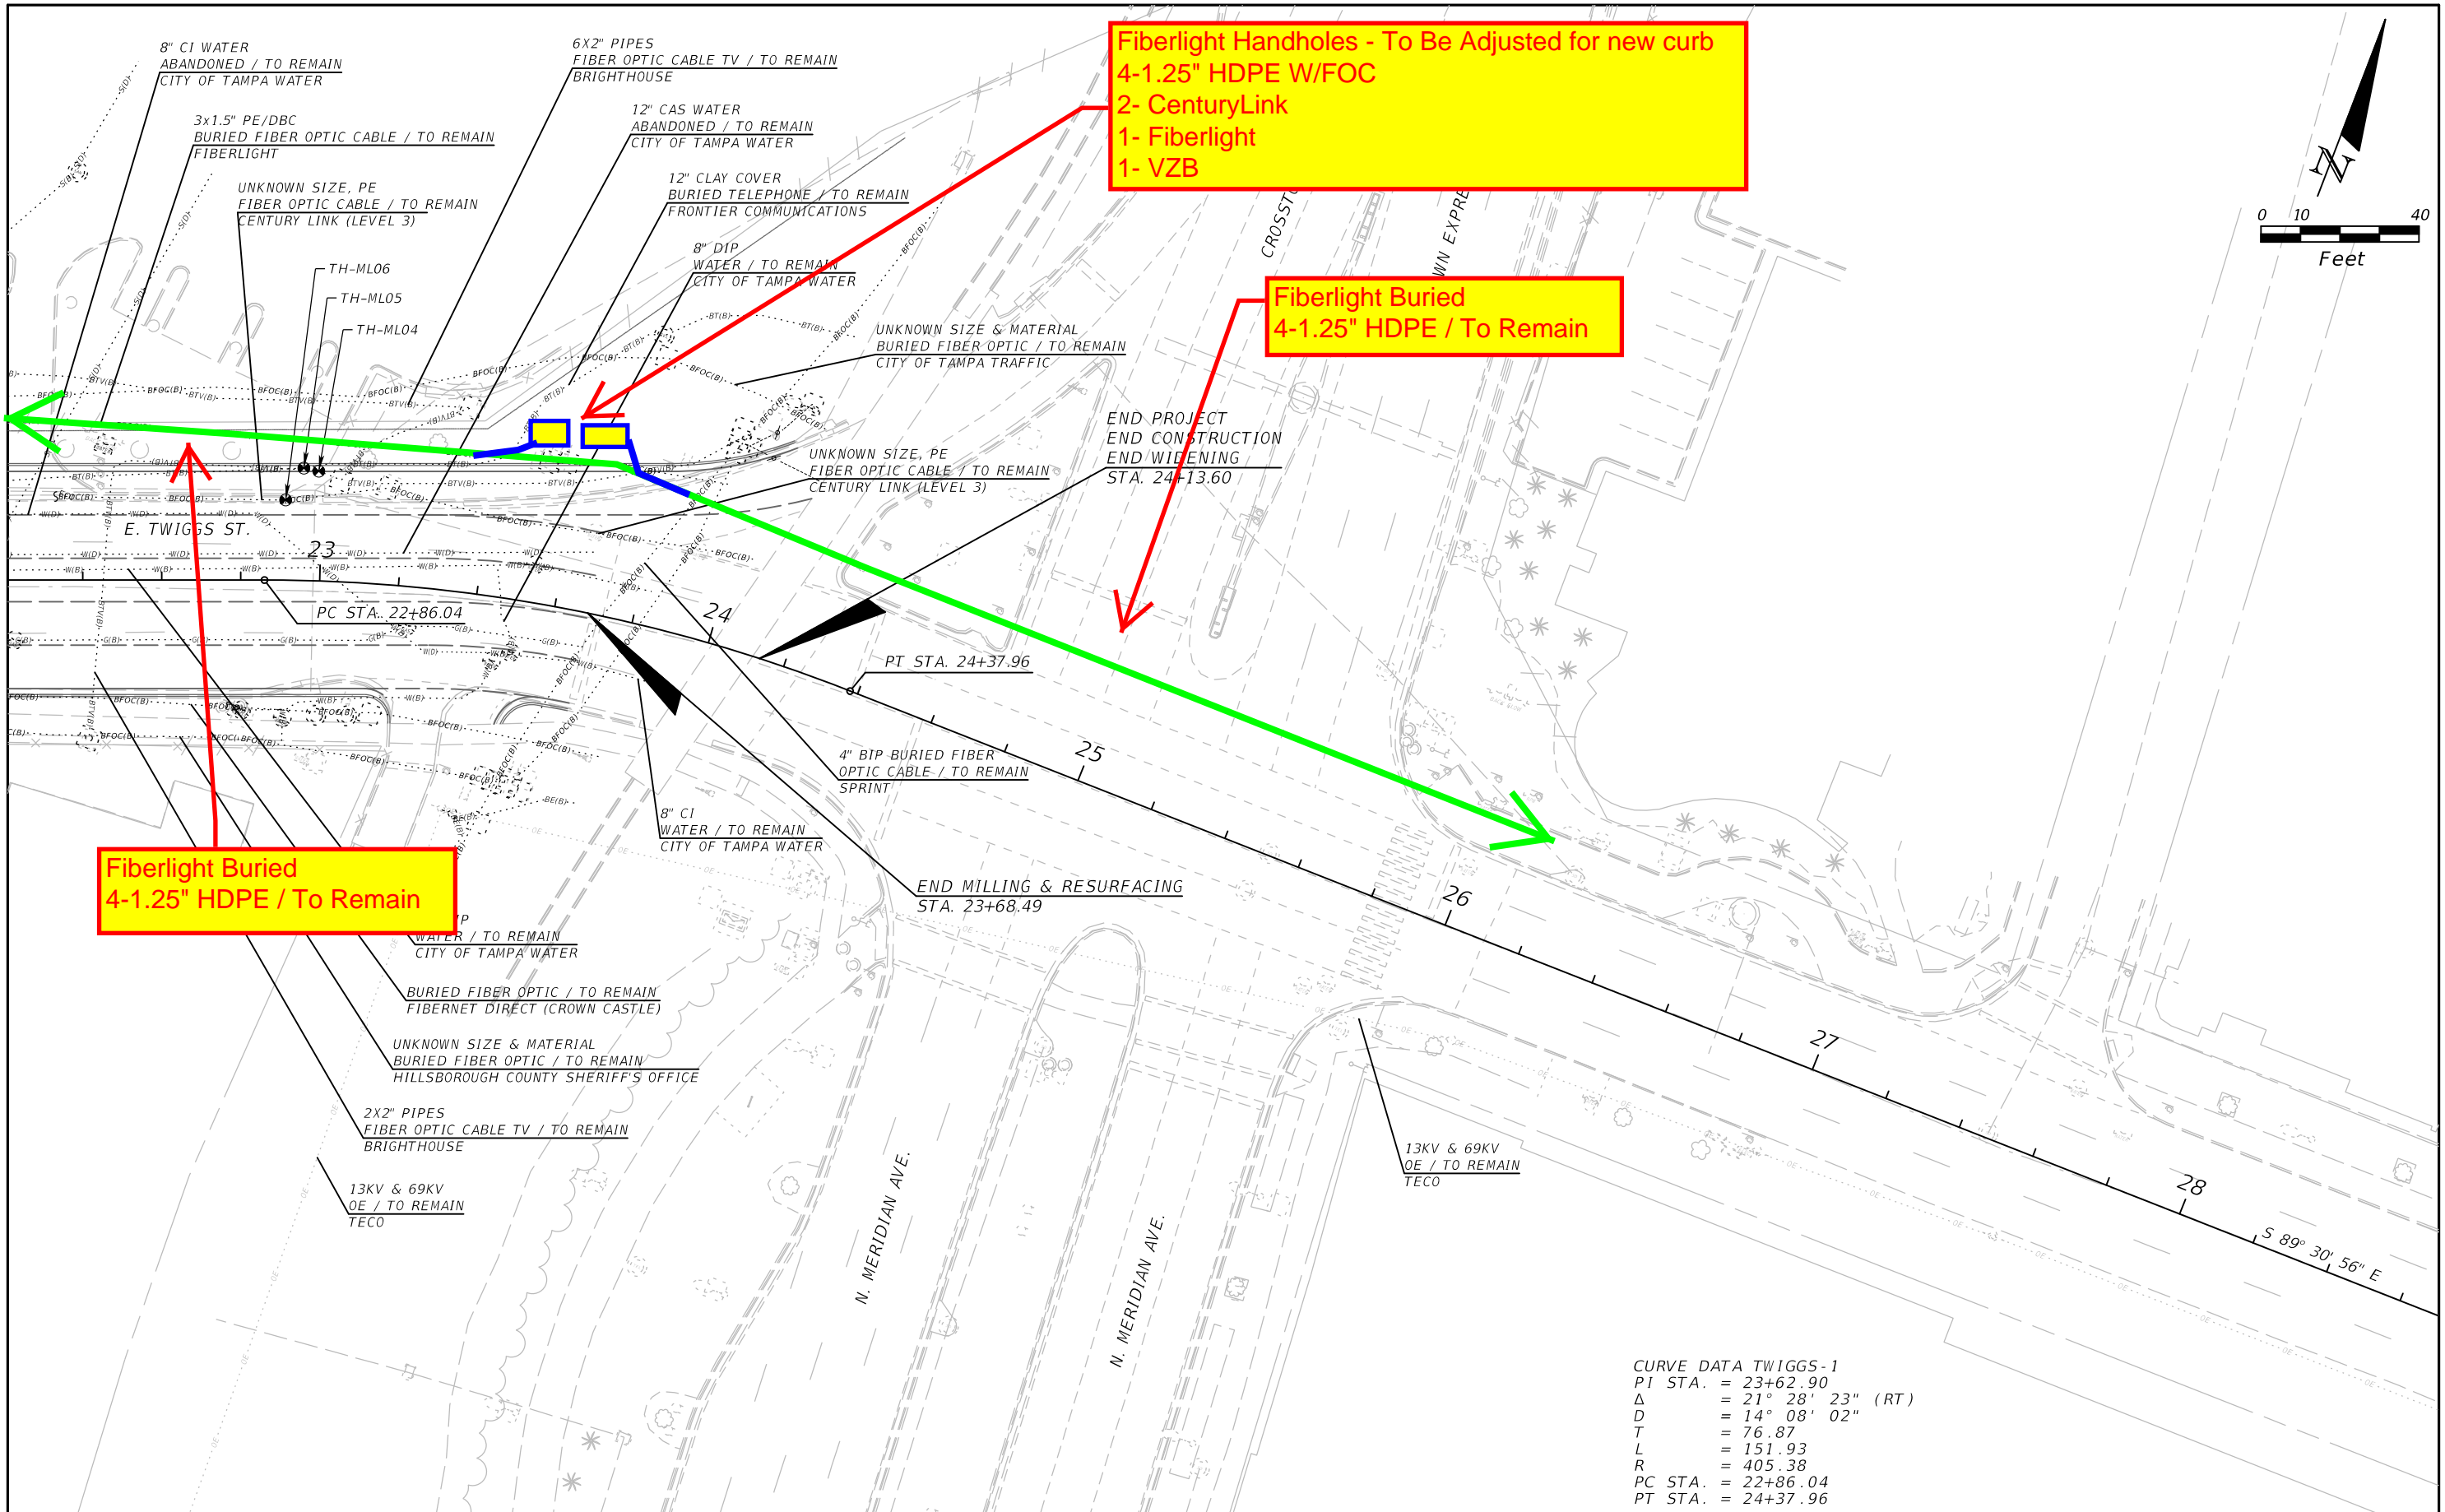 8" CI WATER
ABANDONED / TO REMAIN
CITY OF TAMPA WATER
3x1.5" PE/DBC
BURIED FIBER OPTIC CABLE / TO REMAIN
FIBERLIGHT
UNKNOWN SIZE, PE
FIBER OPTIC CABLE / TO REMAIN
CENTURY LINK (LEVEL 3)
TH-ML06
TH-ML05
TH-ML04
6X2" PIPES
FIBER OPTIC CABLE TV / TO REMAIN
BRIGHTHOUSE
12" CAS WATER
ABANDONED / TO REMAIN
CITY OF TAMPA WATER
12" CLAY COVER
BURIED TELEPHONE / TO REMAIN
FRONTIER COMMUNICATIONS
8" DIP
WATER / TO REMAIN
CITY OF TAMPA WATER
Fiberlight Handholes - To Be Adjusted for new curb
4-1.25" HDPE W/FOC
2- CenturyLink
1- Fiberlight
1- VZB
0 10 40
Feet
N
CROSSTO
WN EXPRE
Fiberlight Buried
4-1.25" HDPE / To Remain
UNKNOWN SIZE & MATERIAL
BURIED FIBER OPTIC / TO REMAIN
CITY OF TAMPA TRAFFIC
END PROJECT
END CONSTRUCTION
END WIDENING
STA. 24+13.60
UNKNOWN SIZE, PE
FIBER OPTIC CABLE / TO REMAIN
CENTURY LINK (LEVEL 3)
E. TWIGGS ST.
23
PC STA. 22+86.04
24
PT STA. 24+37.96
25
26
27
28
S 89° 30' 56" E
4" BIP BURIED FIBER
OPTIC CABLE / TO REMAIN
SPRINT
8" CI
WATER / TO REMAIN
CITY OF TAMPA WATER
END MILLING & RESURFACING
STA. 23+68.49
Fiberlight Buried
4-1.25" HDPE / To Remain
IP
WATER / TO REMAIN
CITY OF TAMPA WATER
BURIED FIBER OPTIC / TO REMAIN
FIBERNET DIRECT (CROWN CASTLE)
UNKNOWN SIZE & MATERIAL
BURIED FIBER OPTIC / TO REMAIN
HILLSBOROUGH COUNTY SHERIFF'S OFFICE
2X2" PIPES
FIBER OPTIC CABLE TV / TO REMAIN
BRIGHTHOUSE
13KV & 69KV
OE / TO REMAIN
TECO
N. MERIDIAN AVE.
N. MERIDIAN AVE.
13KV & 69KV
OE / TO REMAIN
TECO
CURVE DATA TWIGGS-1
PI STA. = 23+62.90
Δ = 21° 28' 23" (RT)
D = 14° 08' 02"
T = 76.87
L = 151.93
R = 405.38
PC STA. = 22+86.04
PT STA. = 24+37.96